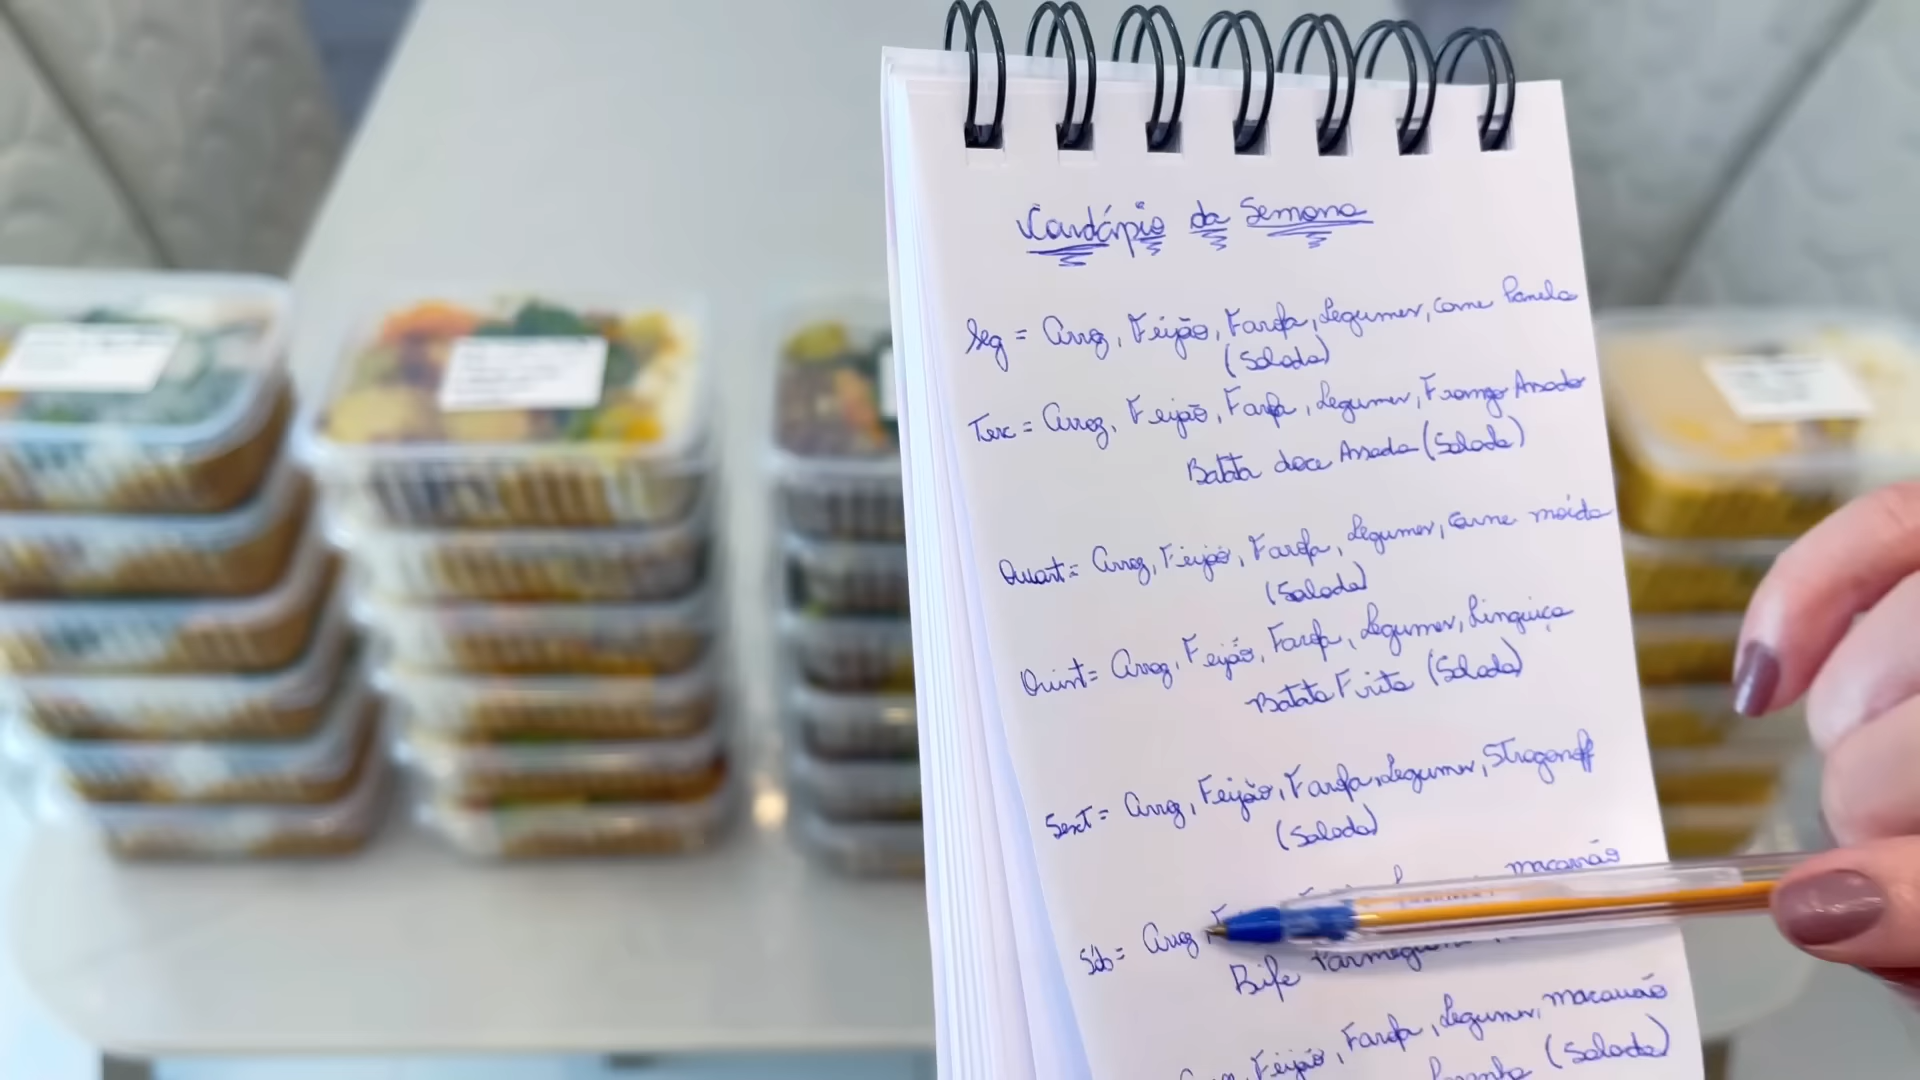 Cardápio da Semana
Seg = Arroz, Feijão, Farofa, Legumes, carne Panela
(Salada)
Terc = Arroz, Feijão, Farofa, Legumes, Frango Assado
Batata doce Assada (Salada)
Quart = Arroz, Feijão, Farofa, Legumes, carne moída
(Salada)
Quint = Arroz, Feijão, Farofa, Legumes, Linguiça
Batata Frita (Salada)
Sext = Arroz, Feijão, Farofa, Legumes, Strogonoff
(Salada)
Sáb = Arroz, macarrão
Bife Parmegiana
Feijão, Farofa, Legumes, macarrão
(Salada)